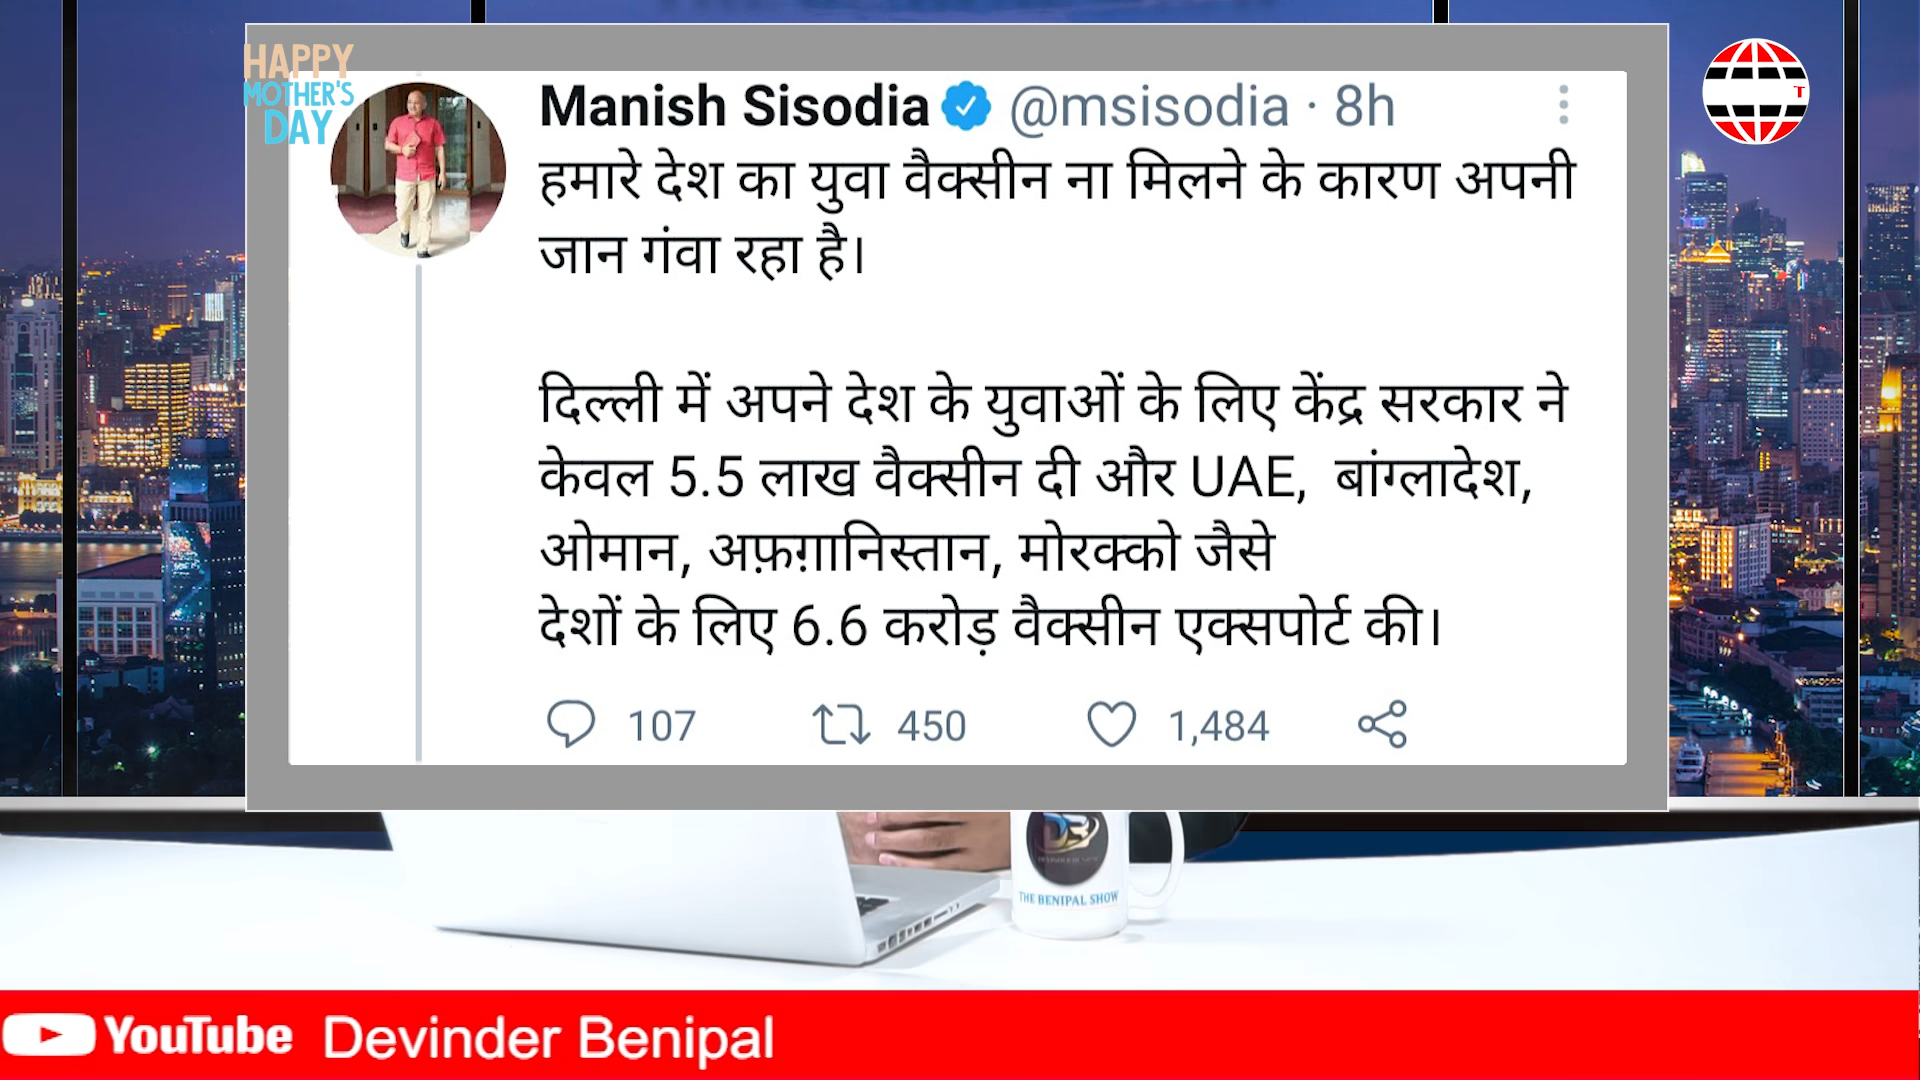 HAPPY
MOTHER'S
DAY
Manish Sisodia @msisodia · 8h
हमारे देश का युवा वैक्सीन ना मिलने के कारण अपनी
जान गंवा रहा है।
दिल्ली में अपने देश के युवाओं के लिए केंद्र सरकार ने
केवल 5.5 लाख वैक्सीन दी और UAE, बांग्लादेश,
ओमान, अफ़ग़ानिस्तान, मोरक्को जैसे
देशों के लिए 6.6 करोड़ वैक्सीन एक्सपोर्ट की।
107 450 1,484
T
THE BENIPAL SHOW
YouTube Devinder Benipal